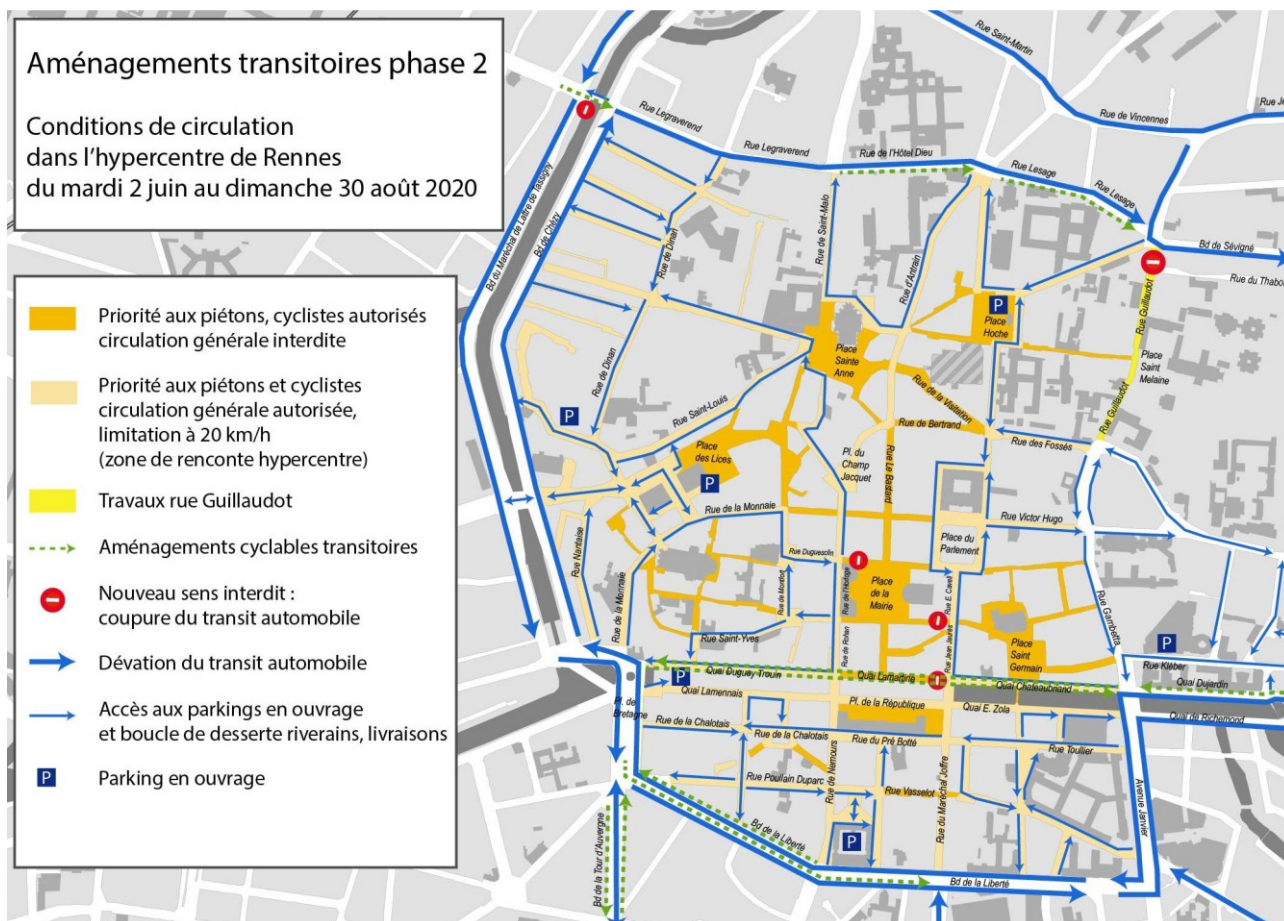 Aménagements transitoires phase 2
Conditions de circulation
dans l'hypercentre de Rennes
du mardi 2 juin au dimanche 30 août 2020
Priorité aux piétons, cyclistes autorisés
circulation générale interdite
Priorité aux piétons et cyclistes
circulation générale autorisée,
limitation à 20 km/h
(zone de renconte hypercentre)
Travaux rue Guillaudot
Aménagements cyclables transitoires
Nouveau sens interdit :
coupure du transit automobile
Dévation du transit automobile
Accès aux parkings en ouvrage
et boucle de desserte riverains, livraisons
P
Parking en ouvrage
Rue Saint-Martin
Rue de Vincennes
Rue Legraverend
Rue Legraverend
Rue de l'Hôtel Dieu
Rue Lesage
Rue Lesage
Bd de Sévigné
Rue du Thabor
Bd du Maréchal de Lattre de Tassigny
Bd de Chézy
Rue de Dinan
Rue de Dinan
Rue de Saint-Malo
Rue d'Antrain
P
Place
Hoche
Rue Guillaudot
Place
Saint
Melaine
Rue Guillaudot
Place
Sainte
Anne
Rue de la Visitation
Rue de Bertrand
Rue des Fossés
P
Rue Saint-Louis
Place
des Lices
P
Pl. du
Champ
Jacquet
Rue Le Bastard
Rue de la Monnaie
Rue Victor Hugo
Place du
Parlement
Rue Nantaise
Rue de la Monnaie
Rue Duguesclin
Rue de Montfort
Rue de l'Horloge
Place
de la
Mairie
Rue E. Cavell
Rue Jean Jaurès
Place
Saint
Germain
Rue Gambetta
P
Rue Kléber
Rue Saint-Yves
Rue de Rohan
P
Quai Duguay Trouin
Quai Lamartine
Quai Chateaubriand
Quai Dujardin
Quai Lamennais
Pl. de
Bretagne
Pl. de la République
Quai E. Zola
Quai de Richemond
Rue de la Chalotais
Rue de la Chalotais
Rue du Pré Botté
Rue Toullier
Rue de Nemours
Rue Poullain Duparc
Rue Vasselot
Rue du Maréchal Joffre
Avenue Janvier
P
Bd de la Tour d'Auvergne
Bd de la Liberté
Bd de la Liberté